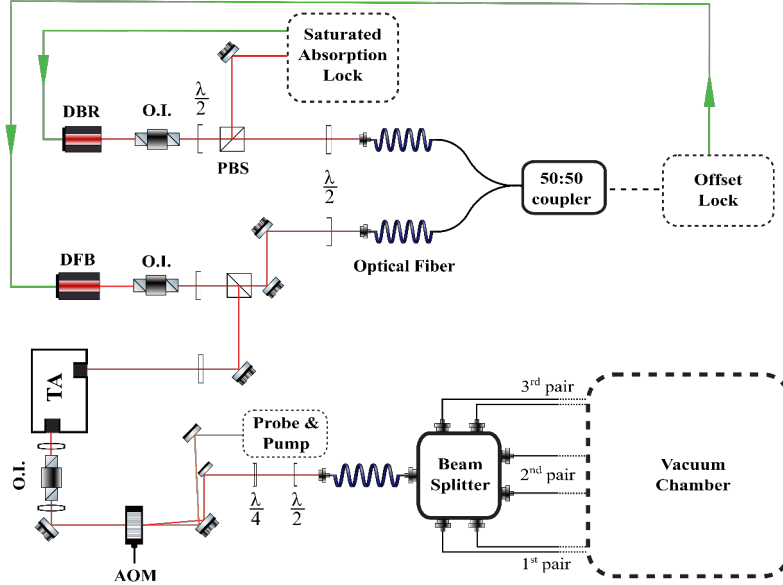 Saturated
Absorption
Lock
DBR
O.I.
λ/2
PBS
λ/2
50:50
coupler
Offset
Lock
Optical Fiber
DFB
O.I.
TA
3rd pair
Probe &
Pump
O.I.
Beam
Splitter
2nd pair
Vacuum
Chamber
λ/4
λ/2
1st pair
AOM